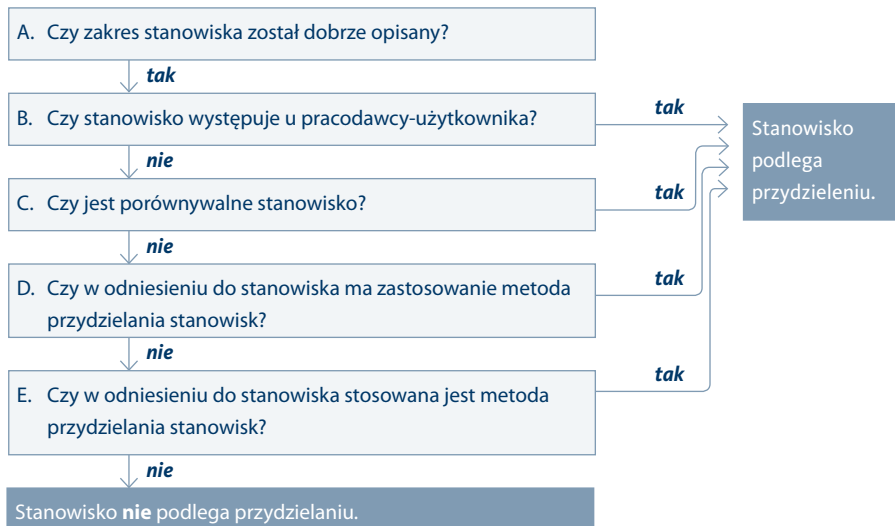 A. Czy zakres stanowiska został dobrze opisany?
tak
B. Czy stanowisko występuje u pracodawcy-użytkownika?
tak
nie
C. Czy jest porównywalne stanowisko?
tak
nie
D. Czy w odniesieniu do stanowiska ma zastosowanie metoda
przydzielania stanowisk?
tak
nie
E. Czy w odniesieniu do stanowiska stosowana jest metoda
przydzielania stanowisk?
tak
nie
Stanowisko nie podlega przydzielaniu.
Stanowisko
podlega
przydzieleniu.